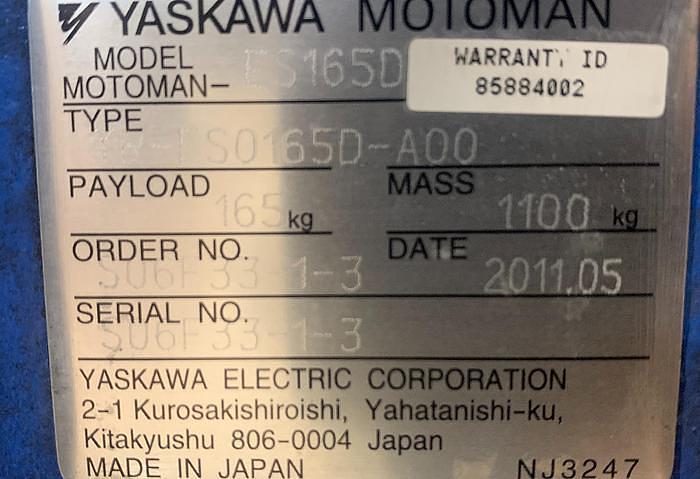 YASKAWA MOTOMAN
MODEL
MOTOMAN- ES165D
WARRANTY ID
85884002
TYPE
ES0165D-A00
PAYLOAD 165 kg
MASS 1100 kg
ORDER NO. S06F33-1-3
DATE 2011.05
SERIAL NO.
S06F33-1-3
YASKAWA ELECTRIC CORPORATION
2-1 Kurosakishiroishi, Yahatanishi-ku,
Kitakyushu 806-0004 Japan
MADE IN JAPAN NJ3247